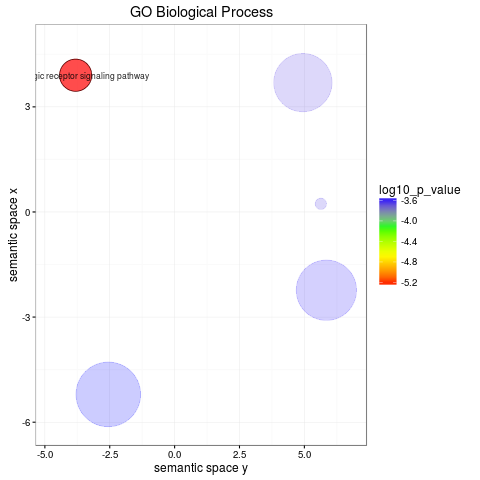 GO Biological Process
gic receptor signaling pathway
3
0
-3
-6
-5.0 -2.5 0.0 2.5 5.0
semantic space y
semantic space x
log10_p_value
-3.6
-4.0
-4.4
-4.8
-5.2